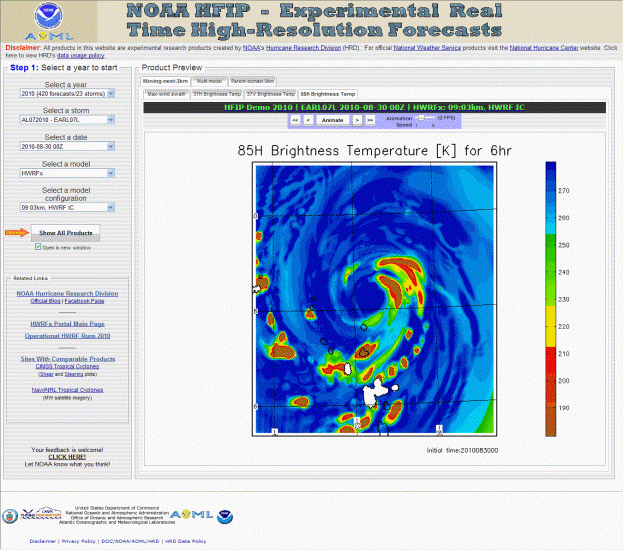 NOAA HFIP - Experimental Real
Time High-Resolution Forecasts
NOAA
AOML
Disclaimer: All products in this website are experimental research products created by NOAA's Hurricane Research Division (HRD). For official National Weather Service products visit the National Hurricane Center website. Click
here to view HRD's data usage policy.
Step 1: Select a year to start
Select a year
2010 (420 forecasts/23 storms)
Select a storm
AL072010 - EARL07L
Select a date
2010-08-30 00Z
Select a model
HWRFx
Select a model
configuration
09:03km, HWRF IC
Show All Products
Open in new window
Related Links
NOAA Hurricane Research Division
Official Blog | Facebook Page
HWRFx Portal Main Page
Operational HWRF Runs 2010
Sites With Comparable Products
CIMSS Tropical Cyclones
(Shear and Steering plots)
Navy/NRL Tropical Cyclones
(MW satellite imagery)
Your feedback is welcome!
CLICK HERE!
Let NOAA know what you think!
Product Preview
Moving-nest-3km Multi-model Parent-domain-9km
Max-wind swath 37H Brightness Temp 37V Brightness Temp 85H Brightness Temp
HFIP Demo 2010 | EARL07L 2010-08-30 00Z | HWRFx: 09:03km, HWRF IC
<< < Animate > >> Animation Speed - + (2 FPS)
85H Brightness Temperature [K] for 6hr
270
260
250
240
230
220
210
200
190
Initial time:2010083000
United States Department of Commerce
National Oceanic and Atmospheric Administration
Office of Oceanic and Atmospheric Research
Atlantic Oceanographic and Meteorological Laboratories
AOML
Disclaimer | Privacy Policy | DOC/NOAA/AOML/HRD | HRD Data Policy